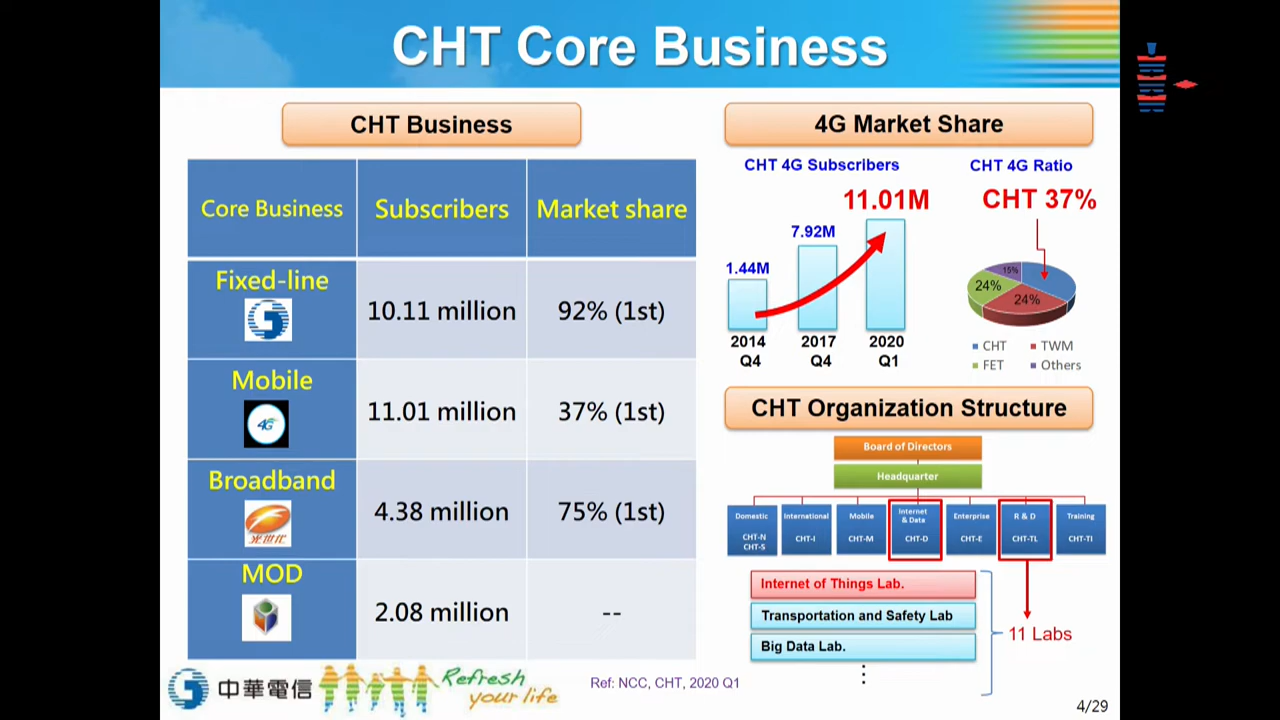 CHT Core Business
CHT Business
Core Business
Subscribers
Market share
Fixed-line
10.11 million
92% (1st)
Mobile
4G
11.01 million
37% (1st)
Broadband
光世代
4.38 million
75% (1st)
MOD
2.08 million
--
4G Market Share
CHT 4G Subscribers
11.01M
7.92M
1.44M
2014
Q4
2017
Q4
2020
Q1
CHT 4G Ratio
CHT 37%
15%
24%
24%
CHT
TWM
FET
Others
CHT Organization Structure
Board of Directors
Headquarter
Domestic
CHT-N
CHT-S
International
CHT-I
Mobile
CHT-M
Internet
& Data
CHT-D
Enterprise
CHT-E
R & D
CHT-TL
Training
CHT-TI
Internet of Things Lab.
Transportation and Safety Lab
Big Data Lab.
⋮
11 Labs
中華電信
Refresh
your life
Ref: NCC, CHT, 2020 Q1
4/29